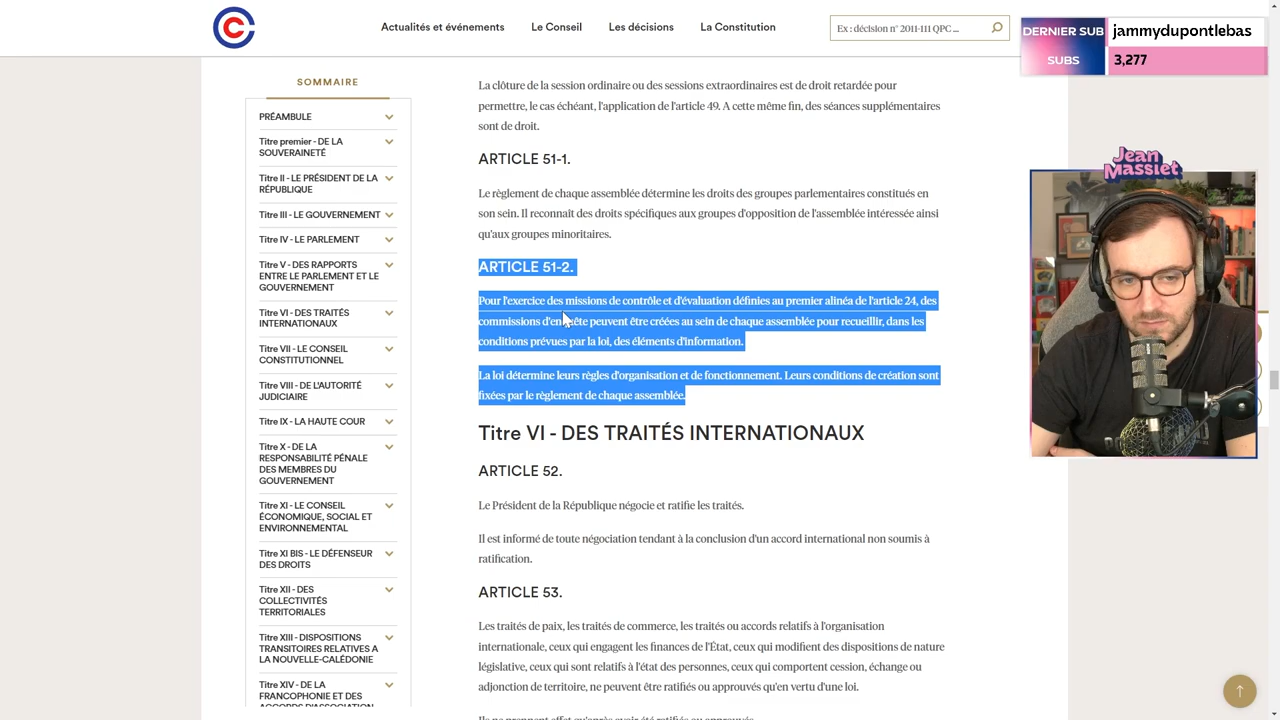 Actualités et événements
Le Conseil
Les décisions
La Constitution
Ex : décision n° 2011-111 QPC ...
DERNIER SUB
jammydupontlebas
SUBS
3,277
Jean
Massiet
SOMMAIRE
PRÉAMBULE
Titre premier - DE LA
SOUVERAINETÉ
Titre II - LE PRÉSIDENT DE LA
RÉPUBLIQUE
Titre III - LE GOUVERNEMENT
Titre IV - LE PARLEMENT
Titre V - DES RAPPORTS
ENTRE LE PARLEMENT ET LE
GOUVERNEMENT
Titre VI - DES TRAITÉS
INTERNATIONAUX
Titre VII - LE CONSEIL
CONSTITUTIONNEL
Titre VIII - DE L'AUTORITÉ
JUDICIAIRE
Titre IX - LA HAUTE COUR
Titre X - DE LA
RESPONSABILITÉ PÉNALE
DES MEMBRES DU
GOUVERNEMENT
Titre XI - LE CONSEIL
ÉCONOMIQUE, SOCIAL ET
ENVIRONNEMENTAL
Titre XI BIS - LE DÉFENSEUR
DES DROITS
Titre XII - DES
COLLECTIVITÉS
TERRITORIALES
Titre XIII - DISPOSITIONS
TRANSITOIRES RELATIVES A
LA NOUVELLE-CALÉDONIE
Titre XIV - DE LA
FRANCOPHONIE ET DES
ACCORDS D'ASSOCIATION
La clôture de la session ordinaire ou des sessions extraordinaires est de droit retardée pour
permettre, le cas échéant, l'application de l'article 49. A cette même fin, des séances supplémentaires
sont de droit.
ARTICLE 51-1.
Le règlement de chaque assemblée détermine les droits des groupes parlementaires constitués en
son sein. Il reconnaît des droits spécifiques aux groupes d'opposition de l'assemblée intéressée ainsi
qu'aux groupes minoritaires.
ARTICLE 51-2.
Pour l'exercice des missions de contrôle et d'évaluation définies au premier alinéa de l'article 24, des
commissions d'enquête peuvent être créées au sein de chaque assemblée pour recueillir, dans les
conditions prévues par la loi, des éléments d'information.
La loi détermine leurs règles d'organisation et de fonctionnement. Leurs conditions de création sont
fixées par le règlement de chaque assemblée.
Titre VI - DES TRAITÉS INTERNATIONAUX
ARTICLE 52.
Le Président de la République négocie et ratifie les traités.
Il est informé de toute négociation tendant à la conclusion d'un accord international non soumis à
ratification.
ARTICLE 53.
Les traités de paix, les traités de commerce, les traités ou accords relatifs à l'organisation
internationale, ceux qui engagent les finances de l'État, ceux qui modifient des dispositions de nature
législative, ceux qui sont relatifs à l'état des personnes, ceux qui comportent cession, échange ou
adjonction de territoire, ne peuvent être ratifiés ou approuvés qu'en vertu d'une loi.
Ils ne prennent effet qu'après avoir été ratifiés ou approuvés.